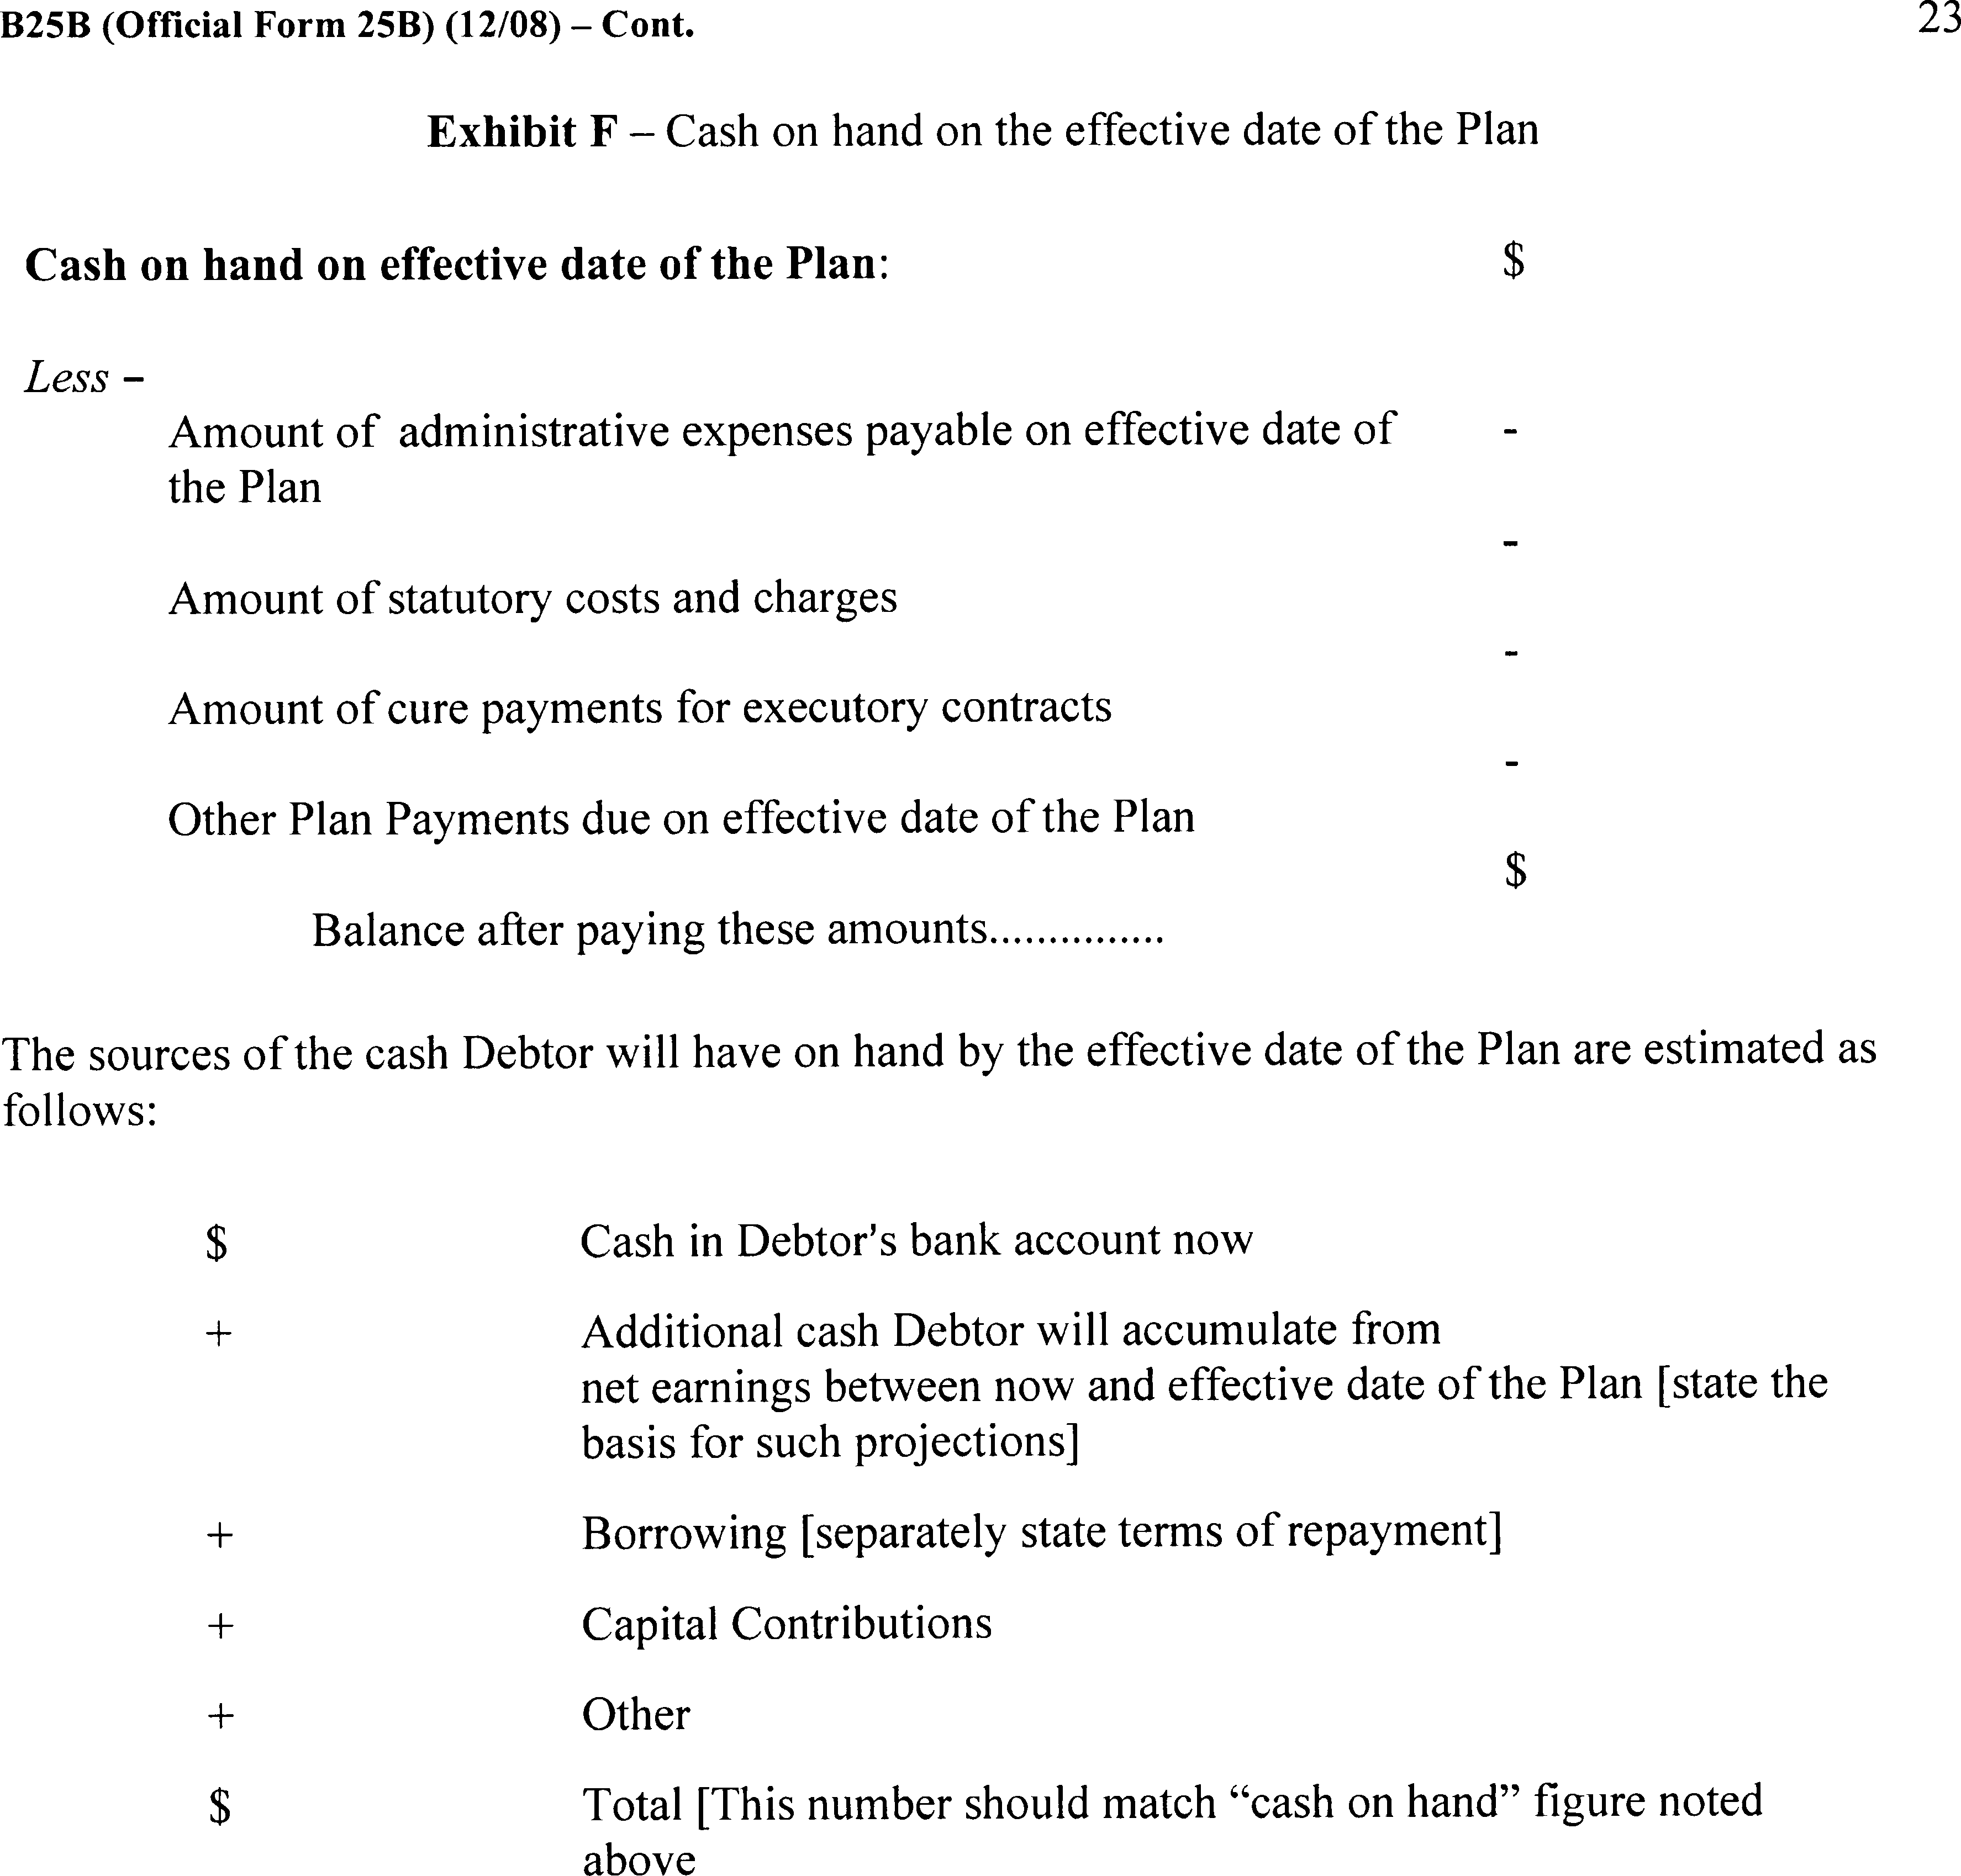 B25B (Official Form 25B) (12/08) – Cont. 23
Exhibit F – Cash on hand on the effective date of the Plan
Cash on hand on effective date of the Plan: $
Less –
Amount of administrative expenses payable on effective date of -
the Plan
-
Amount of statutory costs and charges
-
Amount of cure payments for executory contracts
-
Other Plan Payments due on effective date of the Plan
$
Balance after paying these amounts...............
The sources of the cash Debtor will have on hand by the effective date of the Plan are estimated as
follows:
$ Cash in Debtor's bank account now
+ Additional cash Debtor will accumulate from
net earnings between now and effective date of the Plan [state the
basis for such projections]
+ Borrowing [separately state terms of repayment]
+ Capital Contributions
+ Other
$ Total [This number should match “cash on hand” figure noted
above